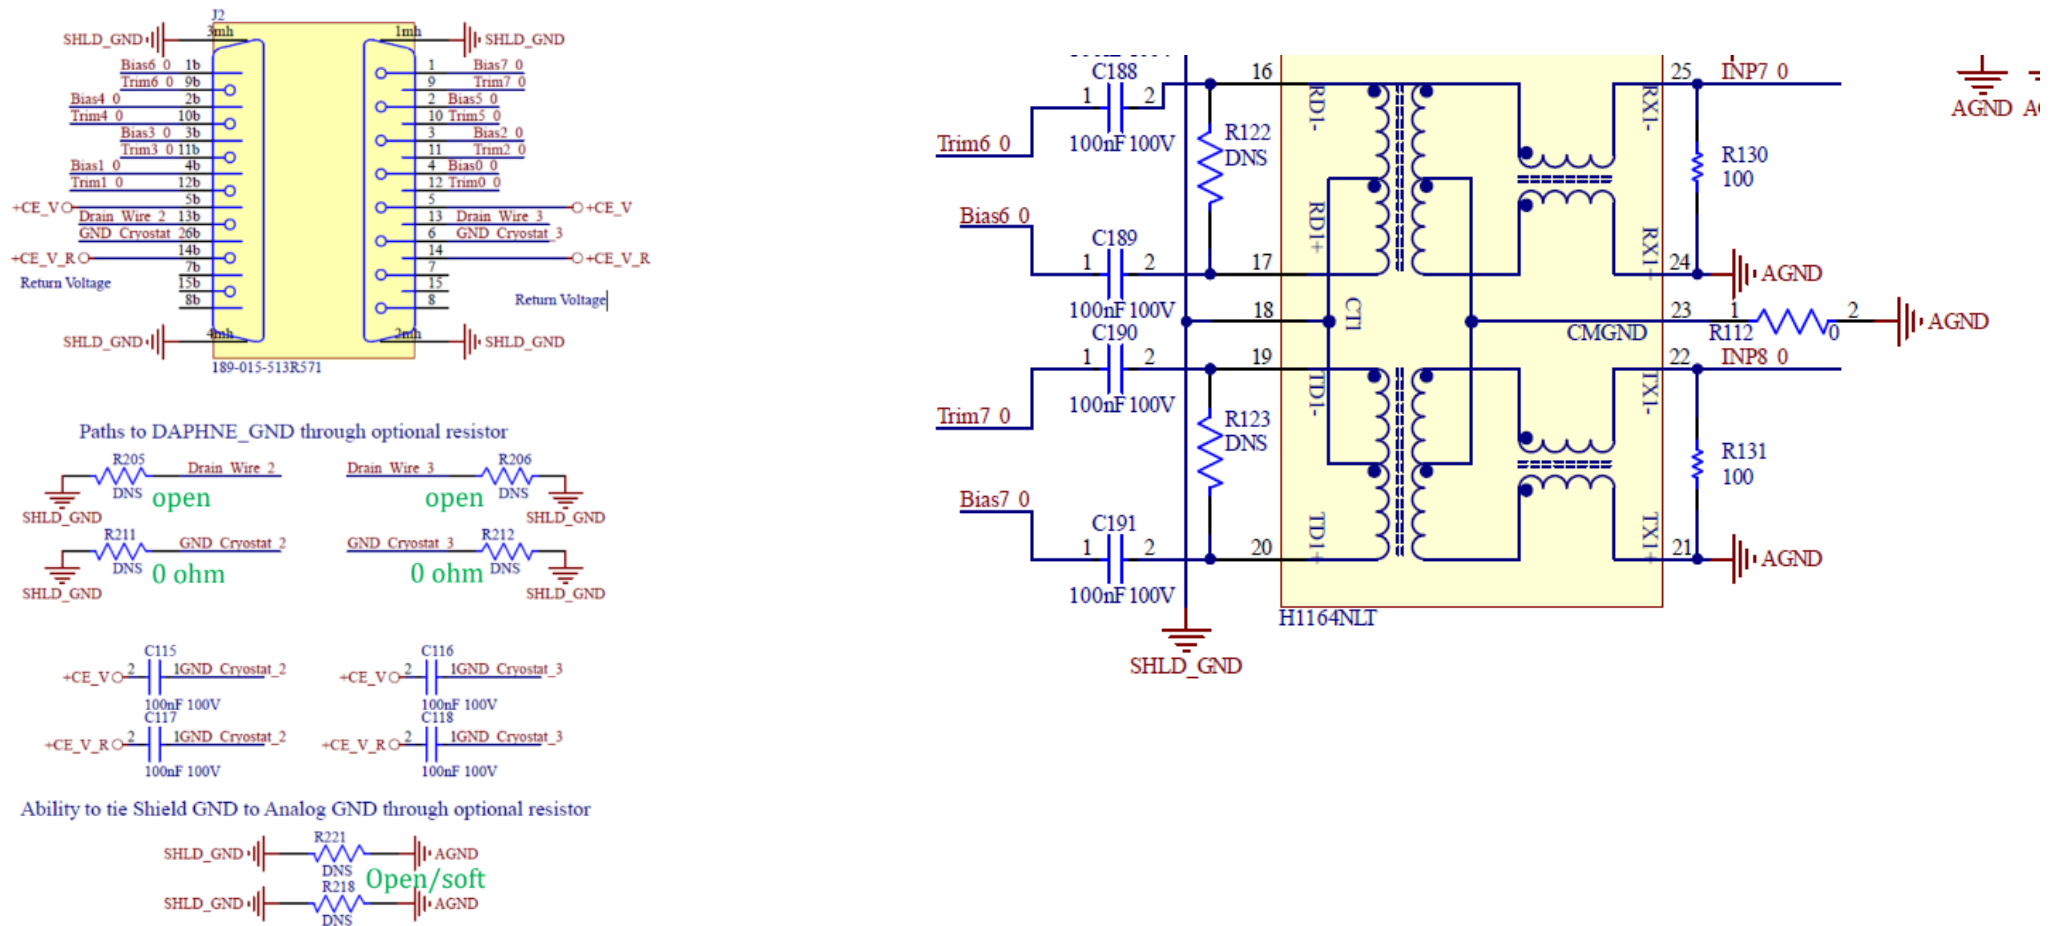 J2
3mh 1mh
SHLD_GND SHLD_GND
Bias6_0 1b 1 Bias7_0
Trim6_0 9b 9 Trim7_0
Bias4_0 2b 2 Bias5_0
Trim4_0 10b 10 Trim5_0
Bias3_0 3b 3 Bias2_0
Trim3_0 11b 11 Trim2_0
Bias1_0 4b 4 Bias0_0
Trim1_0 12b 12 Trim0_0
+CE_V 5b 5 +CE_V
Drain_Wire_2 13b 13 Drain_Wire_3
GND_Cryostat_2 6b 6 GND_Cryostat_3
+CE_V_R 14b 14 +CE_V_R
7b 7
Return Voltage 15b 15
8b 8 Return Voltage
4mh 2mh
SHLD_GND SHLD_GND
189-015-513R571
Paths to DAPHNE_GND through optional resistor
R205 Drain_Wire_2 Drain_Wire_3 R206
DNS open open DNS
SHLD_GND SHLD_GND
R211 GND_Cryostat_2 GND_Cryostat_3 R212
DNS 0 ohm 0 ohm DNS
SHLD_GND SHLD_GND
C115 C116
+CE_V 2 1 GND_Cryostat_2 +CE_V 2 1 GND_Cryostat_3
100nF 100V 100nF 100V
C117 C118
+CE_V_R 2 1 GND_Cryostat_2 +CE_V_R 2 1 GND_Cryostat_3
100nF 100V 100nF 100V
Ability to tie Shield GND to Analog GND through optional resistor
R221
SHLD_GND AGND
DNS Open/soft
R218
SHLD_GND AGND
DNS
C188 16 25 INP7_0
1 2 RD1- RX1-
Trim6_0 100nF 100V R122 DNS R130 100
Bias6_0 RD1+ RX1+
C189 17 24 AGND
1 2
100nF 100V 18 CT1 23 1 2 AGND
CMGND R112 0
C190 19 22 INP8_0
1 2 TD1- TX1-
Trim7_0 100nF 100V R123 DNS R131 100
Bias7_0 TD1+ TX1+
C191 20 21 AGND
1 2
100nF 100V
H1164NLT
SHLD_GND
AGND